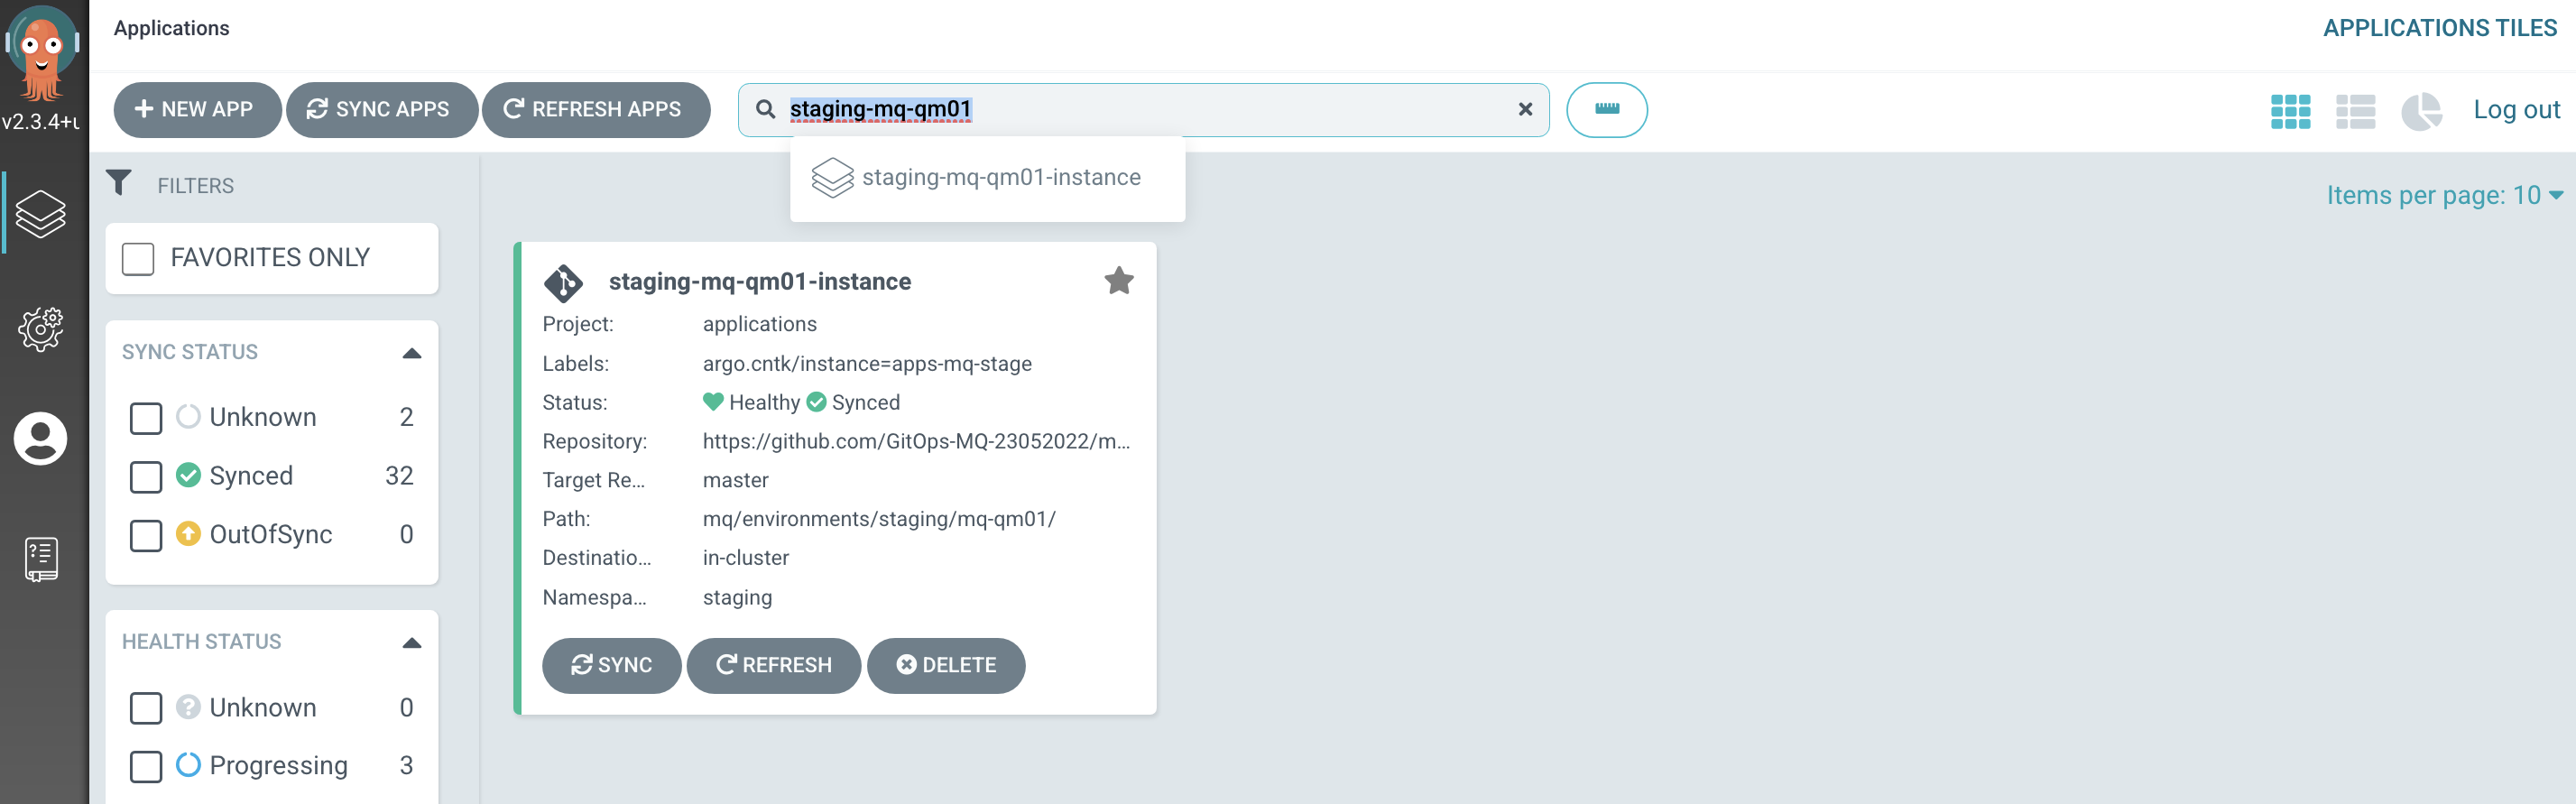 Applications
APPLICATIONS TILES
v2.3.4+
NEW APP
SYNC APPS
REFRESH APPS
staging-mq-qm01
Log out
staging-mq-qm01-instance
FILTERS
Items per page: 10
FAVORITES ONLY
SYNC STATUS
Unknown 2
Synced 32
OutOfSync 0
HEALTH STATUS
Unknown 0
Progressing 3
staging-mq-qm01-instance
Project: applications
Labels: argo.cntk/instance=apps-mq-stage
Status: Healthy Synced
Repository: https://github.com/GitOps-MQ-23052022/m...
Target Re... master
Path: mq/environments/staging/mq-qm01/
Destinatio... in-cluster
Namespa... staging
SYNC
REFRESH
DELETE